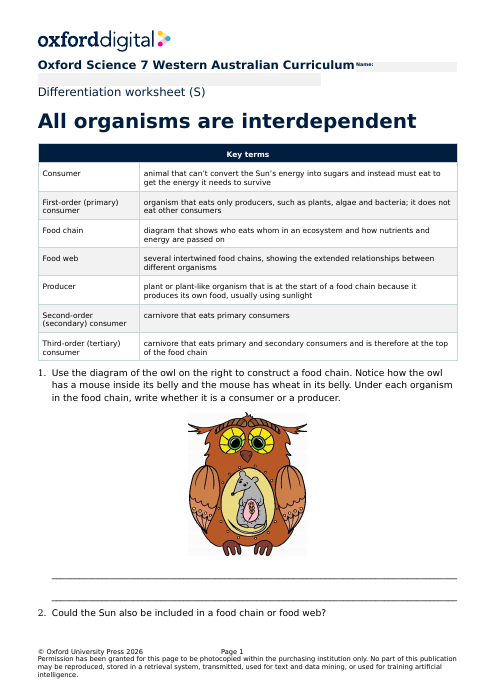 oxforddigital
Oxford Science 7 Western Australian Curriculum Name:
Differentiation worksheet (S)
All organisms are interdependent
Key terms
Consumer
animal that can’t convert the Sun’s energy into sugars and instead must eat to
get the energy it needs to survive
First-order (primary)
consumer
organism that eats only producers, such as plants, algae and bacteria; it does not
eat other consumers
Food chain
diagram that shows who eats whom in an ecosystem and how nutrients and
energy are passed on
Food web
several intertwined food chains, showing the extended relationships between
different organisms
Producer
plant or plant-like organism that is at the start of a food chain because it
produces its own food, usually using sunlight
Second-order
(secondary) consumer
carnivore that eats primary consumers
Third-order (tertiary)
consumer
carnivore that eats primary and secondary consumers and is therefore at the top
of the food chain
1. Use the diagram of the owl on the right to construct a food chain. Notice how the owl
has a mouse inside its belly and the mouse has wheat in its belly. Under each organism
in the food chain, write whether it is a consumer or a producer.
2. Could the Sun also be included in a food chain or food web?
© Oxford University Press 2026 Page 1
Permission has been granted for this page to be photocopied within the purchasing institution only. No part of this publication
may be reproduced, stored in a retrieval system, transmitted, used for text and data mining, or used for training artificial
intelligence.